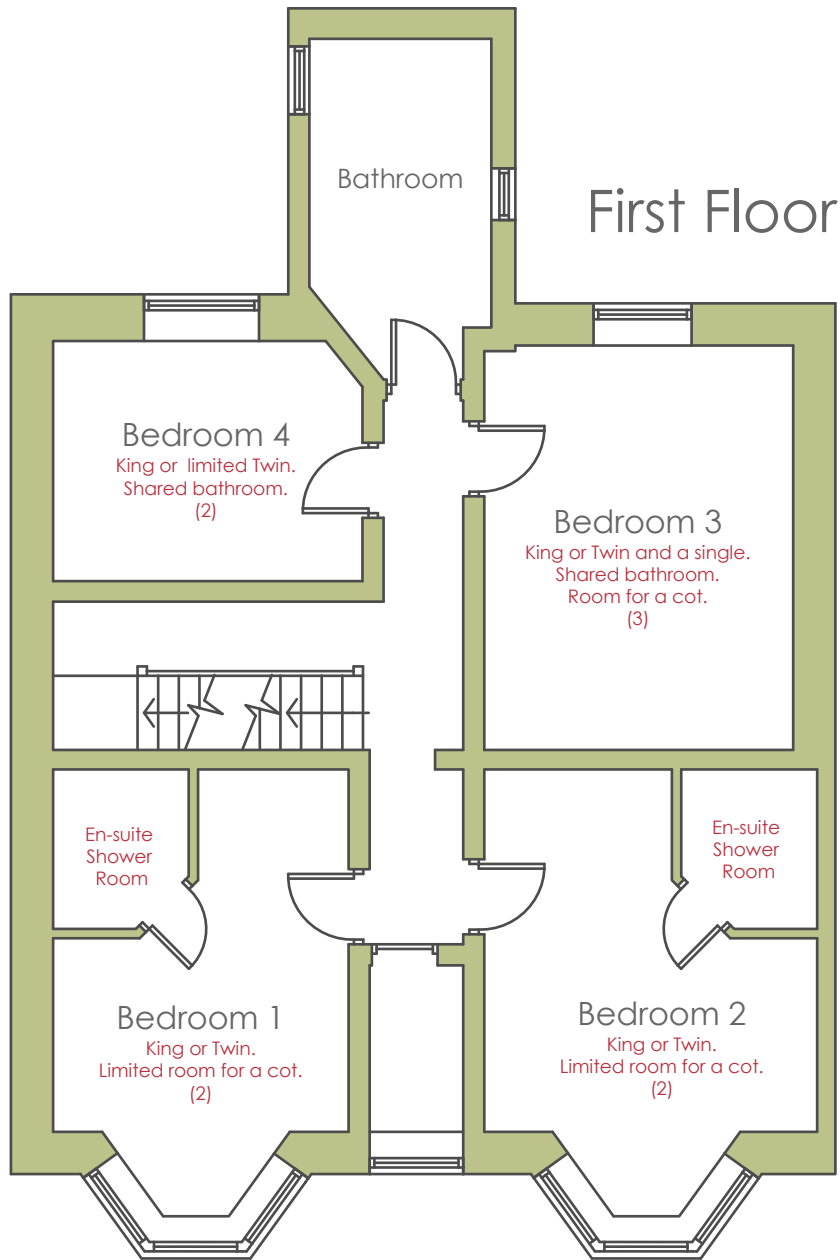 Bathroom
First Floor
Bedroom 4
King or limited Twin.
Shared bathroom.
(2)
Bedroom 3
King or Twin and a single.
Shared bathroom.
Room for a cot.
(3)
En-suite
Shower
Room
En-suite
Shower
Room
Bedroom 1
King or Twin.
Limited room for a cot.
(2)
Bedroom 2
King or Twin.
Limited room for a cot.
(2)